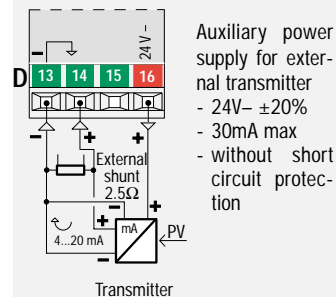 24 V –
–
D 13 14 15 16
– + +
External
shunt
2.5Ω
– +
+ mA PV
4...20 mA
–
Transmitter
Auxiliary power
supply for exter-
nal transmitter
- 24V– ±20%
- 30mA max
- without short
circuit protec-
tion